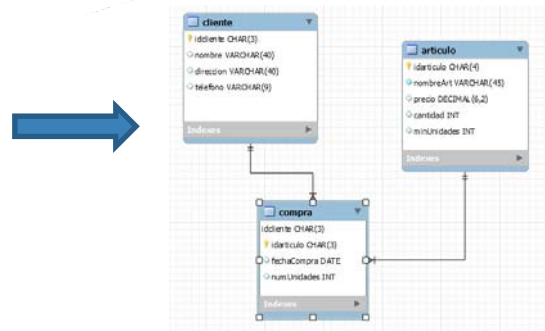 cliente
idcliente CHAR(3)
nombre VARCHAR(40)
direccion VARCHAR(40)
telefono VARCHAR(9)
Indexes
articulo
idarticulo CHAR(4)
nombreArt VARCHAR(45)
precio DECIMAL(6,2)
cantidad INT
minUnidades INT
Indexes
compra
idcliente CHAR(3)
idarticulo CHAR(3)
fechaCompra DATE
numUnidades INT
Indexes